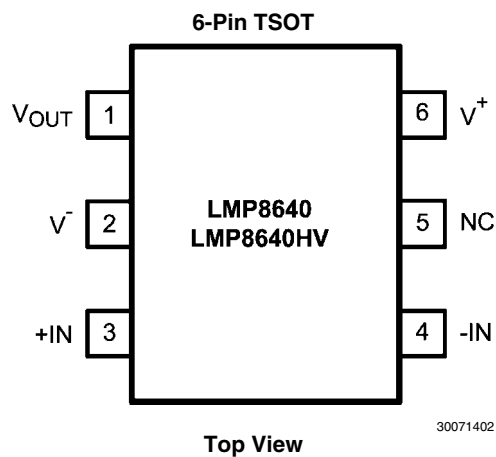 6-Pin TSOT
VOUT 1
6 V+
V- 2
LMP8640
LMP8640HV
5 NC
+IN 3
4 -IN
30071402
Top View